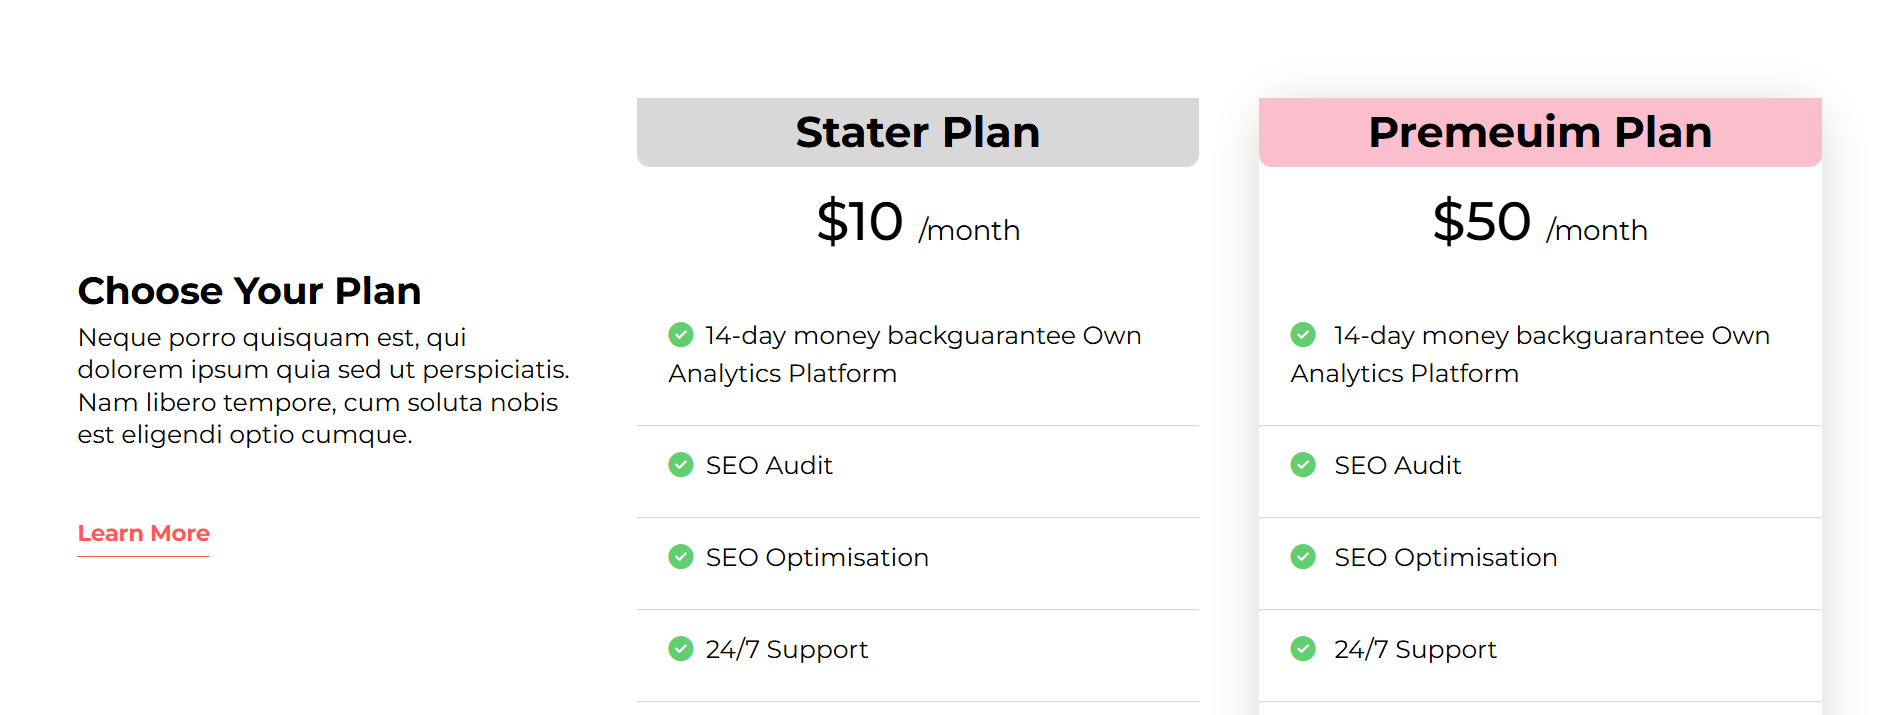 Choose Your Plan
Neque porro quisquam est, qui
dolorem ipsum quia sed ut perspiciatis.
Nam libero tempore, cum soluta nobis
est eligendi optio cumque.
Learn More
Stater Plan
$10 /month
14-day money backguarantee Own
Analytics Platform
SEO Audit
SEO Optimisation
24/7 Support
Premeuim Plan
$50 /month
14-day money backguarantee Own
Analytics Platform
SEO Audit
SEO Optimisation
24/7 Support